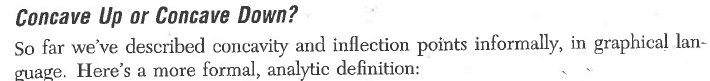 Concave Up or Concave Down?
So far we've described concavity and inflection points informally, in graphical lan-
guage. Here's a more formal, analytic definition: